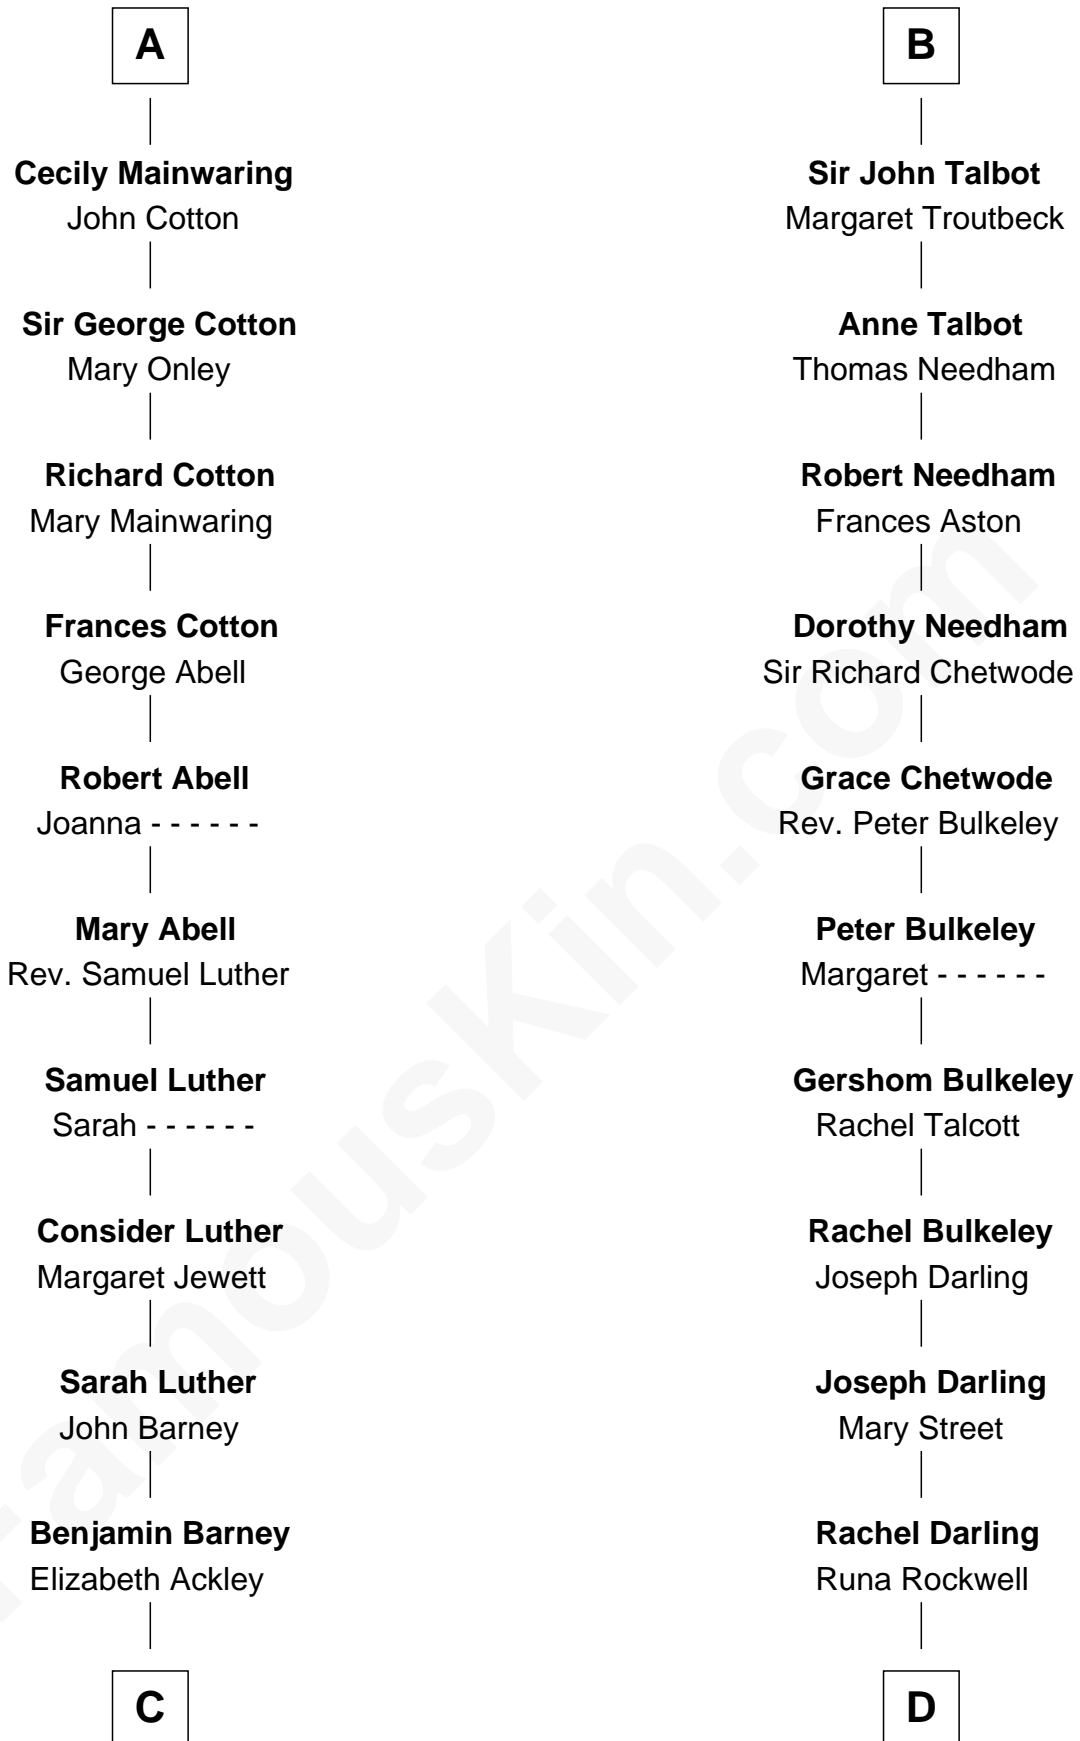 A
Cecily Mainwaring
John Cotton
Sir George Cotton
Mary Onley
Richard Cotton
Mary Mainwaring
Frances Cotton
George Abell
Robert Abell
Joanna - - - - - -
Mary Abell
Rev. Samuel Luther
Samuel Luther
Sarah - - - - - -
Consider Luther
Margaret Jewett
Sarah Luther
John Barney
Benjamin Barney
Elizabeth Ackley
C
B
Sir John Talbot
Margaret Troutbeck
Anne Talbot
Thomas Needham
Robert Needham
Frances Aston
Dorothy Needham
Sir Richard Chetwode
Grace Chetwode
Rev. Peter Bulkeley
Peter Bulkeley
Margaret - - - - - -
Gershom Bulkeley
Rachel Talcott
Rachel Bulkeley
Joseph Darling
Joseph Darling
Mary Street
Rachel Darling
Runa Rockwell
D
FamousKin.com